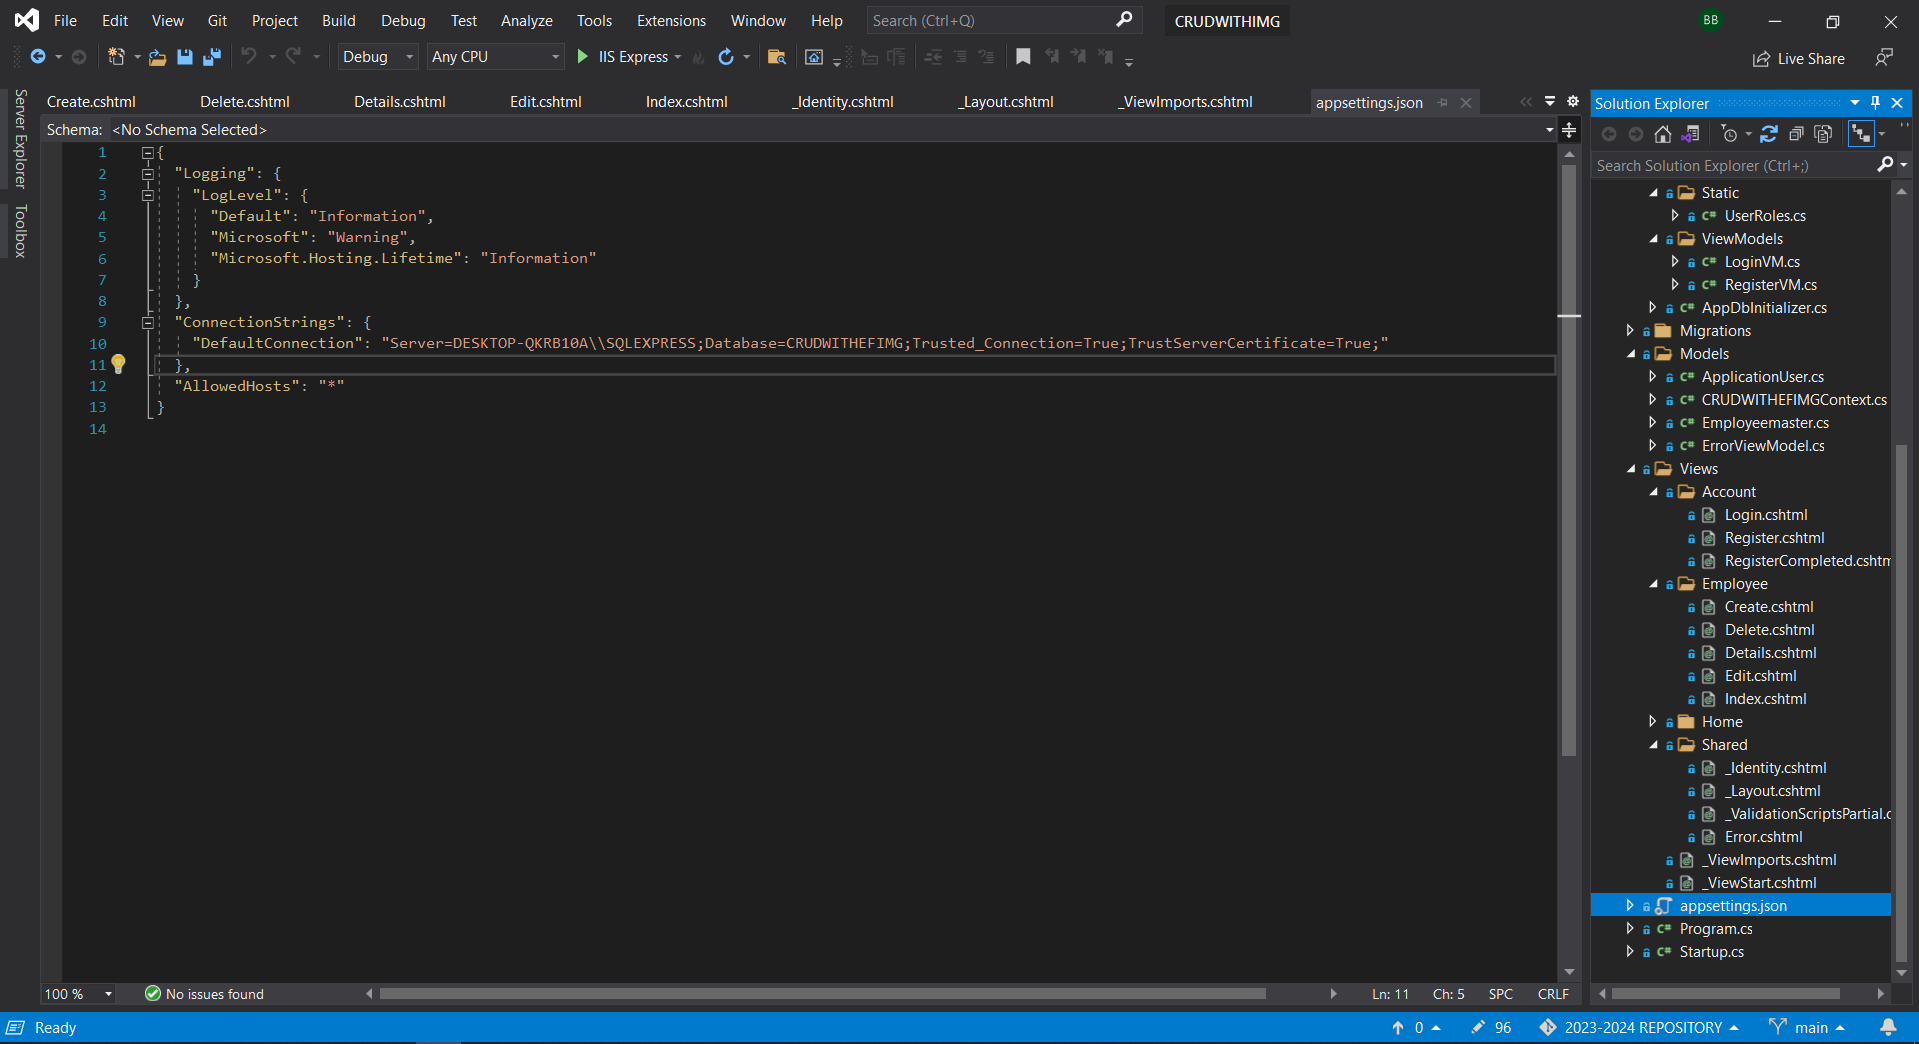 File Edit View Git Project Build Debug Test Analyze Tools Extensions Window Help Search (Ctrl+Q) CRUDWITHIMG BB
Debug Any CPU IIS Express Live Share
Server Explorer
Toolbox
Create.cshtml Delete.cshtml Details.cshtml Edit.cshtml Index.cshtml _Identity.cshtml _Layout.cshtml _ViewImports.cshtml appsettings.json
Schema: <No Schema Selected>
1 {
2 "Logging": {
3 "LogLevel": {
4 "Default": "Information",
5 "Microsoft": "Warning",
6 "Microsoft.Hosting.Lifetime": "Information"
7 }
8 },
9 "ConnectionStrings": {
10 "DefaultConnection": "Server=DESKTOP-QKRB10A\\SQLEXPRESS;Database=CRUDWITHEFIMG;Trusted_Connection=True;TrustServerCertificate=True;"
11 },
12 "AllowedHosts": "*"
13 }
14
Solution Explorer
Search Solution Explorer (Ctrl+;)
Static
C# UserRoles.cs
ViewModels
C# LoginVM.cs
C# RegisterVM.cs
C# AppDbInitializer.cs
Migrations
Models
C# ApplicationUser.cs
C# CRUDWITHEFIMGContext.cs
C# Employeemaster.cs
C# ErrorViewModel.cs
Views
Account
Login.cshtml
Register.cshtml
RegisterCompleted.cshtm
Employee
Create.cshtml
Delete.cshtml
Details.cshtml
Edit.cshtml
Index.cshtml
Home
Shared
_Identity.cshtml
_Layout.cshtml
_ValidationScriptsPartial.c
Error.cshtml
_ViewImports.cshtml
_ViewStart.cshtml
appsettings.json
C# Program.cs
C# Startup.cs
100 % No issues found Ln: 11 Ch: 5 SPC CRLF
Ready 0 96 2023-2024 REPOSITORY main